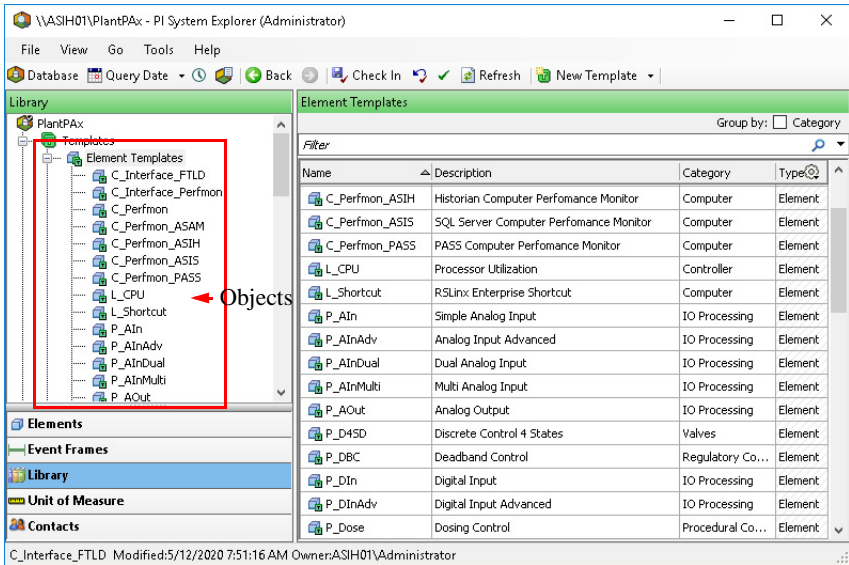 \\ASIH01\PlantPAx - PI System Explorer (Administrator)
File View Go Tools Help
Database Query Date Back Check In Refresh New Template
Library
PlantPAx
Templates
Element Templates
C_Interface_FTLD
C_Interface_Perfmon
C_Perfmon
C_Perfmon_ASAM
C_Perfmon_ASIH
C_Perfmon_ASIS
C_Perfmon_PASS
L_CPU
L_Shortcut
P_AIn
P_AInAdv
P_AInDual
P_AInMulti
P_AOut
Objects
Elements
Event Frames
Library
Unit of Measure
Contacts
Element Templates
Group by: Category
Filter
Name Description Category Type
C_Perfmon_ASIH Historian Computer Perfomance Monitor Computer Element
C_Perfmon_ASIS SQL Server Computer Perfomance Monitor Computer Element
C_Perfmon_PASS PASS Computer Perfomance Monitor Computer Element
L_CPU Processor Utilization Controller Element
L_Shortcut RSLinx Enterprise Shortcut Computer Element
P_AIn Simple Analog Input IO Processing Element
P_AInAdv Analog Input Advanced IO Processing Element
P_AInDual Dual Analog Input IO Processing Element
P_AInMulti Multi Analog Input IO Processing Element
P_AOut Analog Output IO Processing Element
P_D4SD Discrete Control 4 States Valves Element
P_DBC Deadband Control Regulatory Co... Element
P_DIn Digital Input IO Processing Element
P_DInAdv Digital Input Advanced IO Processing Element
P_Dose Dosing Control Procedural Co... Element
C_Interface_FTLD Modified:5/12/2020 7:51:16 AM Owner:ASIH01\Administrator